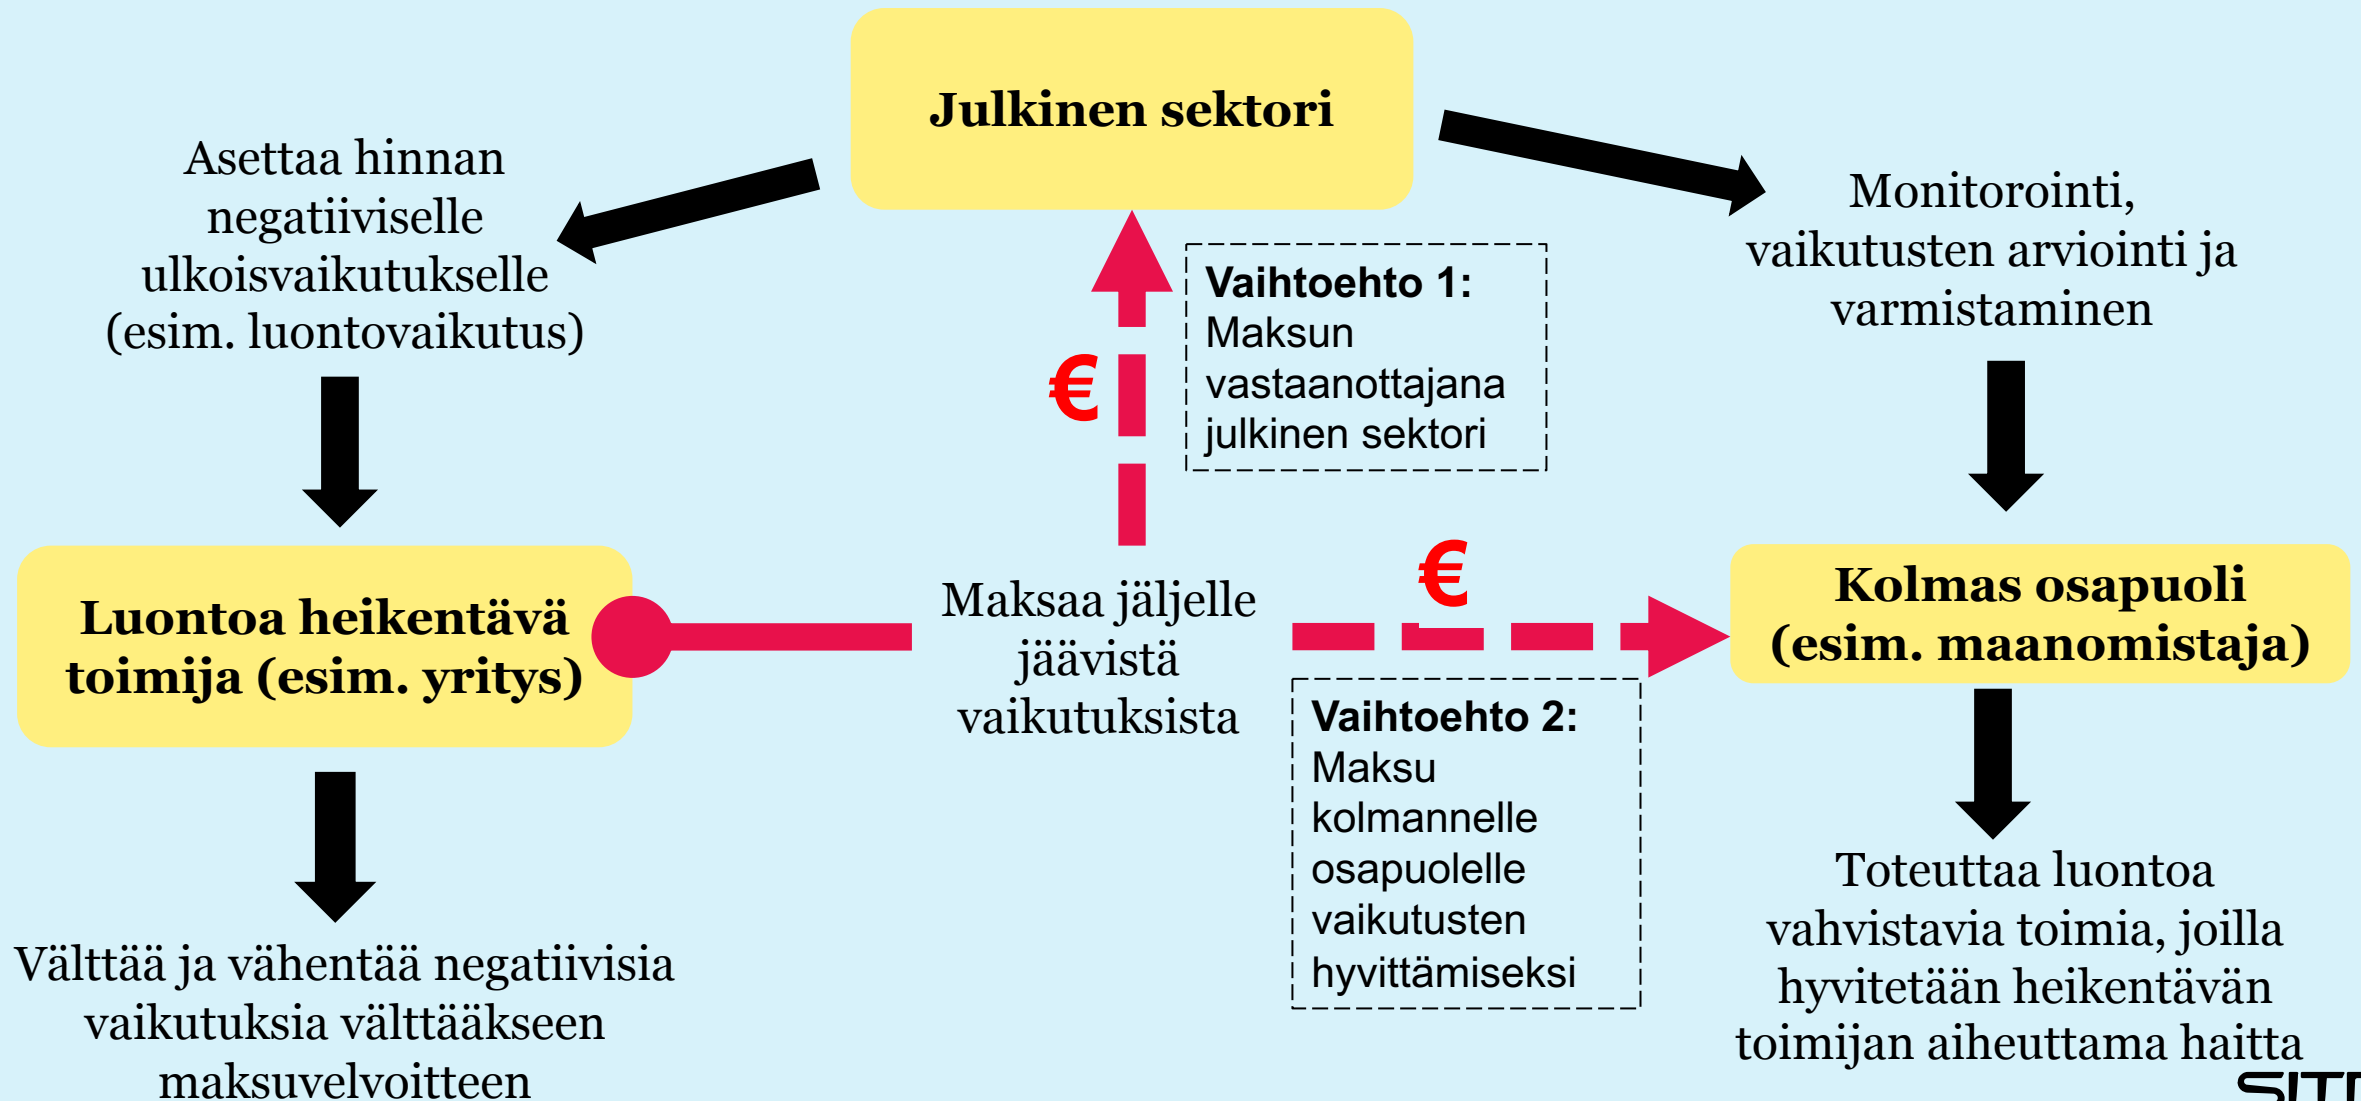 Julkinen sektori
Asettaa hinnan
negatiiviselle
ulkoisvaikutukselle
(esim. luontovaikutus)
Monitorointi,
vaikutusten arviointi ja
varmistaminen
Vaihtoehto 1:
Maksun
vastaanottajana
julkinen sektori
€
Luontoa heikentävä
toimija (esim. yritys)
Maksaa jäljelle
jäävistä
vaikutuksista
€
Kolmas osapuoli
(esim. maanomistaja)
Vaihtoehto 2:
Maksu
kolmannelle
osapuolelle
vaikutusten
hyvittämiseksi
Välttää ja vähentää negatiivisia
vaikutuksia välttääkseen
maksuvelvoitteen
Toteuttaa luontoa
vahvistavia toimia, joilla
hyvitetään heikentävän
toimijan aiheuttama haitta